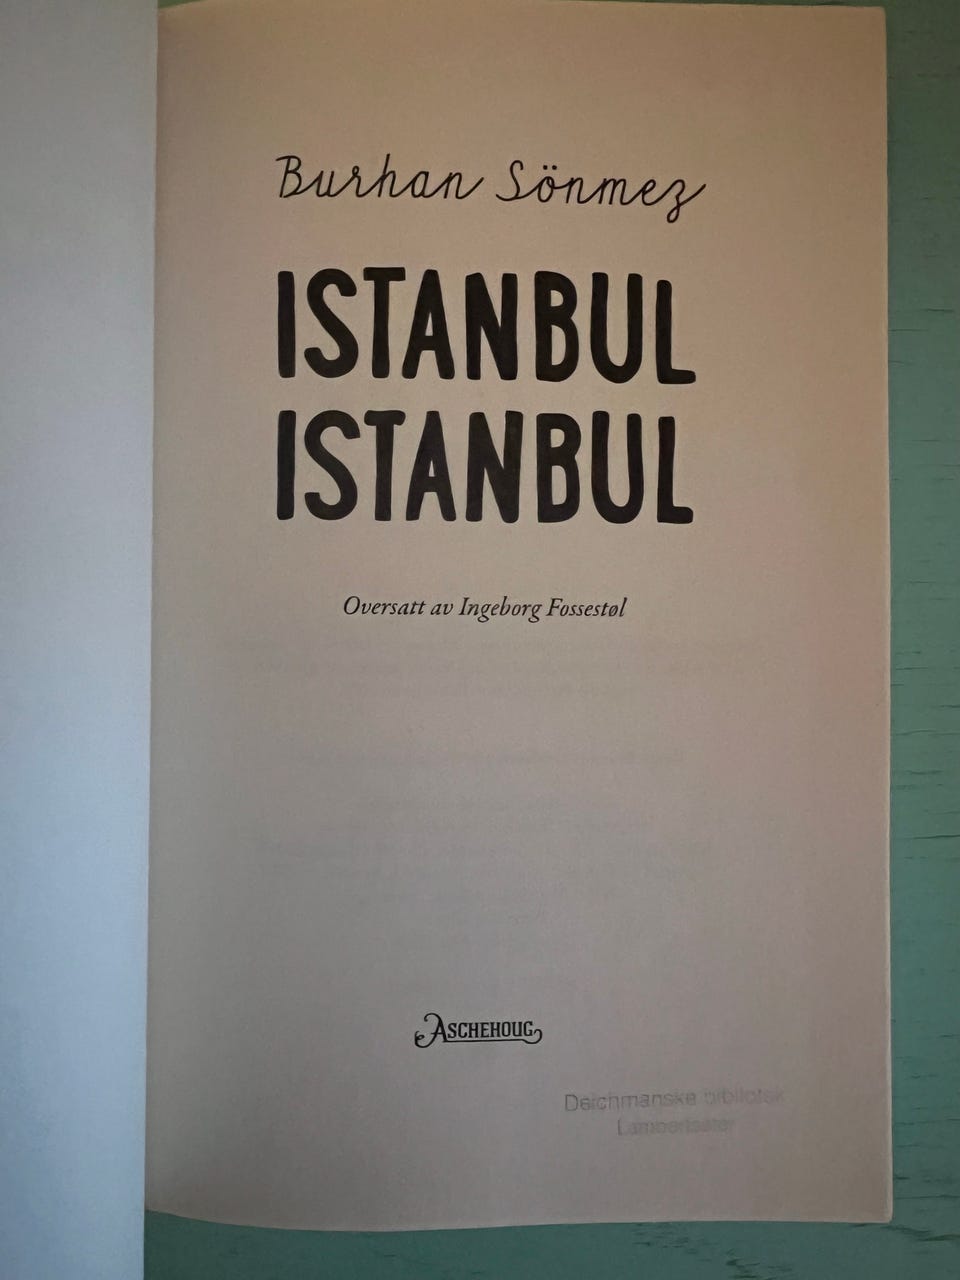 Burhan Sönmez
ISTANBUL
ISTANBUL
Oversatt av Ingeborg Fossestøl
ASCHEHOUG
Deichmanske bibliotek
Lambertseter